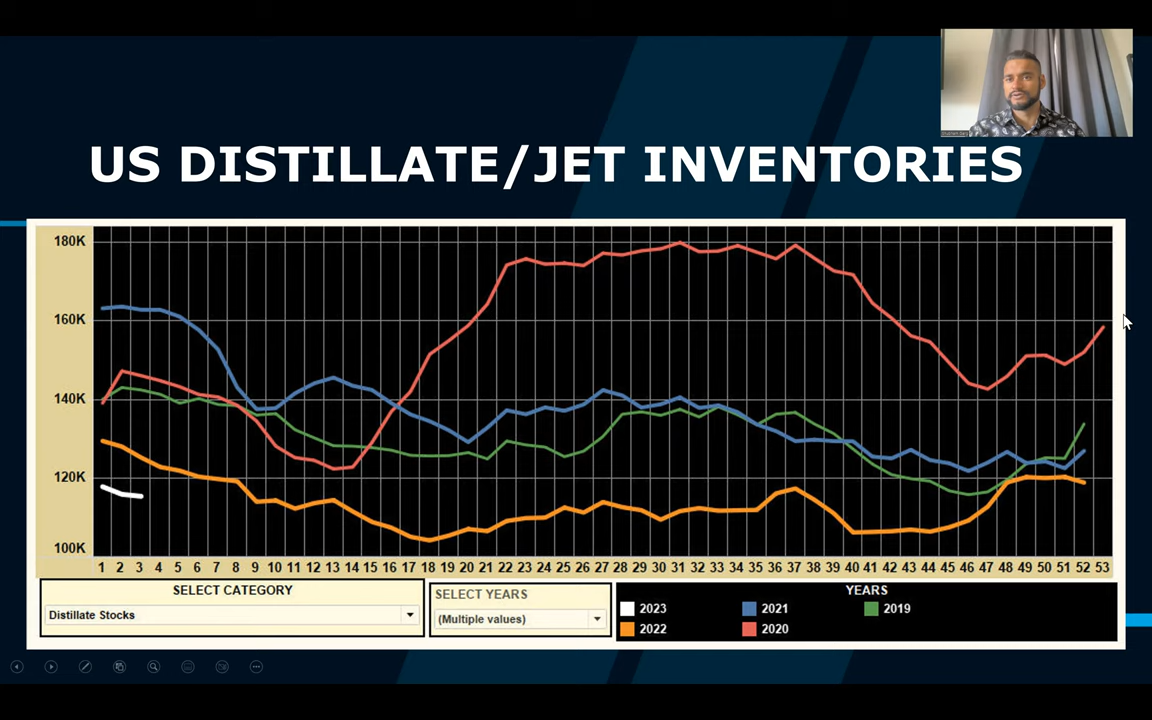 US DISTILLATE/JET INVENTORIES
180K
160K
140K
120K
100K
1 2 3 4 5 6 7 8 9 10 11 12 13 14 15 16 17 18 19 20 21 22 23 24 25 26 27 28 29 30 31 32 33 34 35 36 37 38 39 40 41 42 43 44 45 46 47 48 49 50 51 52 53
SELECT CATEGORY
Distillate Stocks
SELECT YEARS
(Multiple values)
YEARS
2023 2021 2019
2022 2020